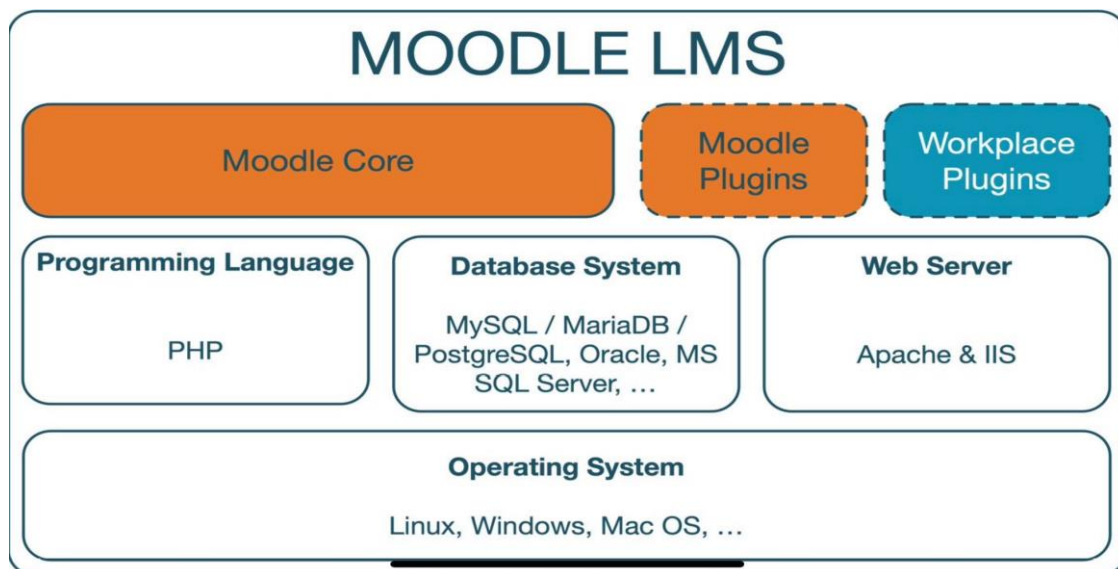 MOODLE LMS
Moodle Core
Moodle
Plugins
Workplace
Plugins
Programming Language
PHP
Database System
MySQL / MariaDB /
PostgreSQL, Oracle, MS
SQL Server, …
Web Server
Apache & IIS
Operating System
Linux, Windows, Mac OS, …